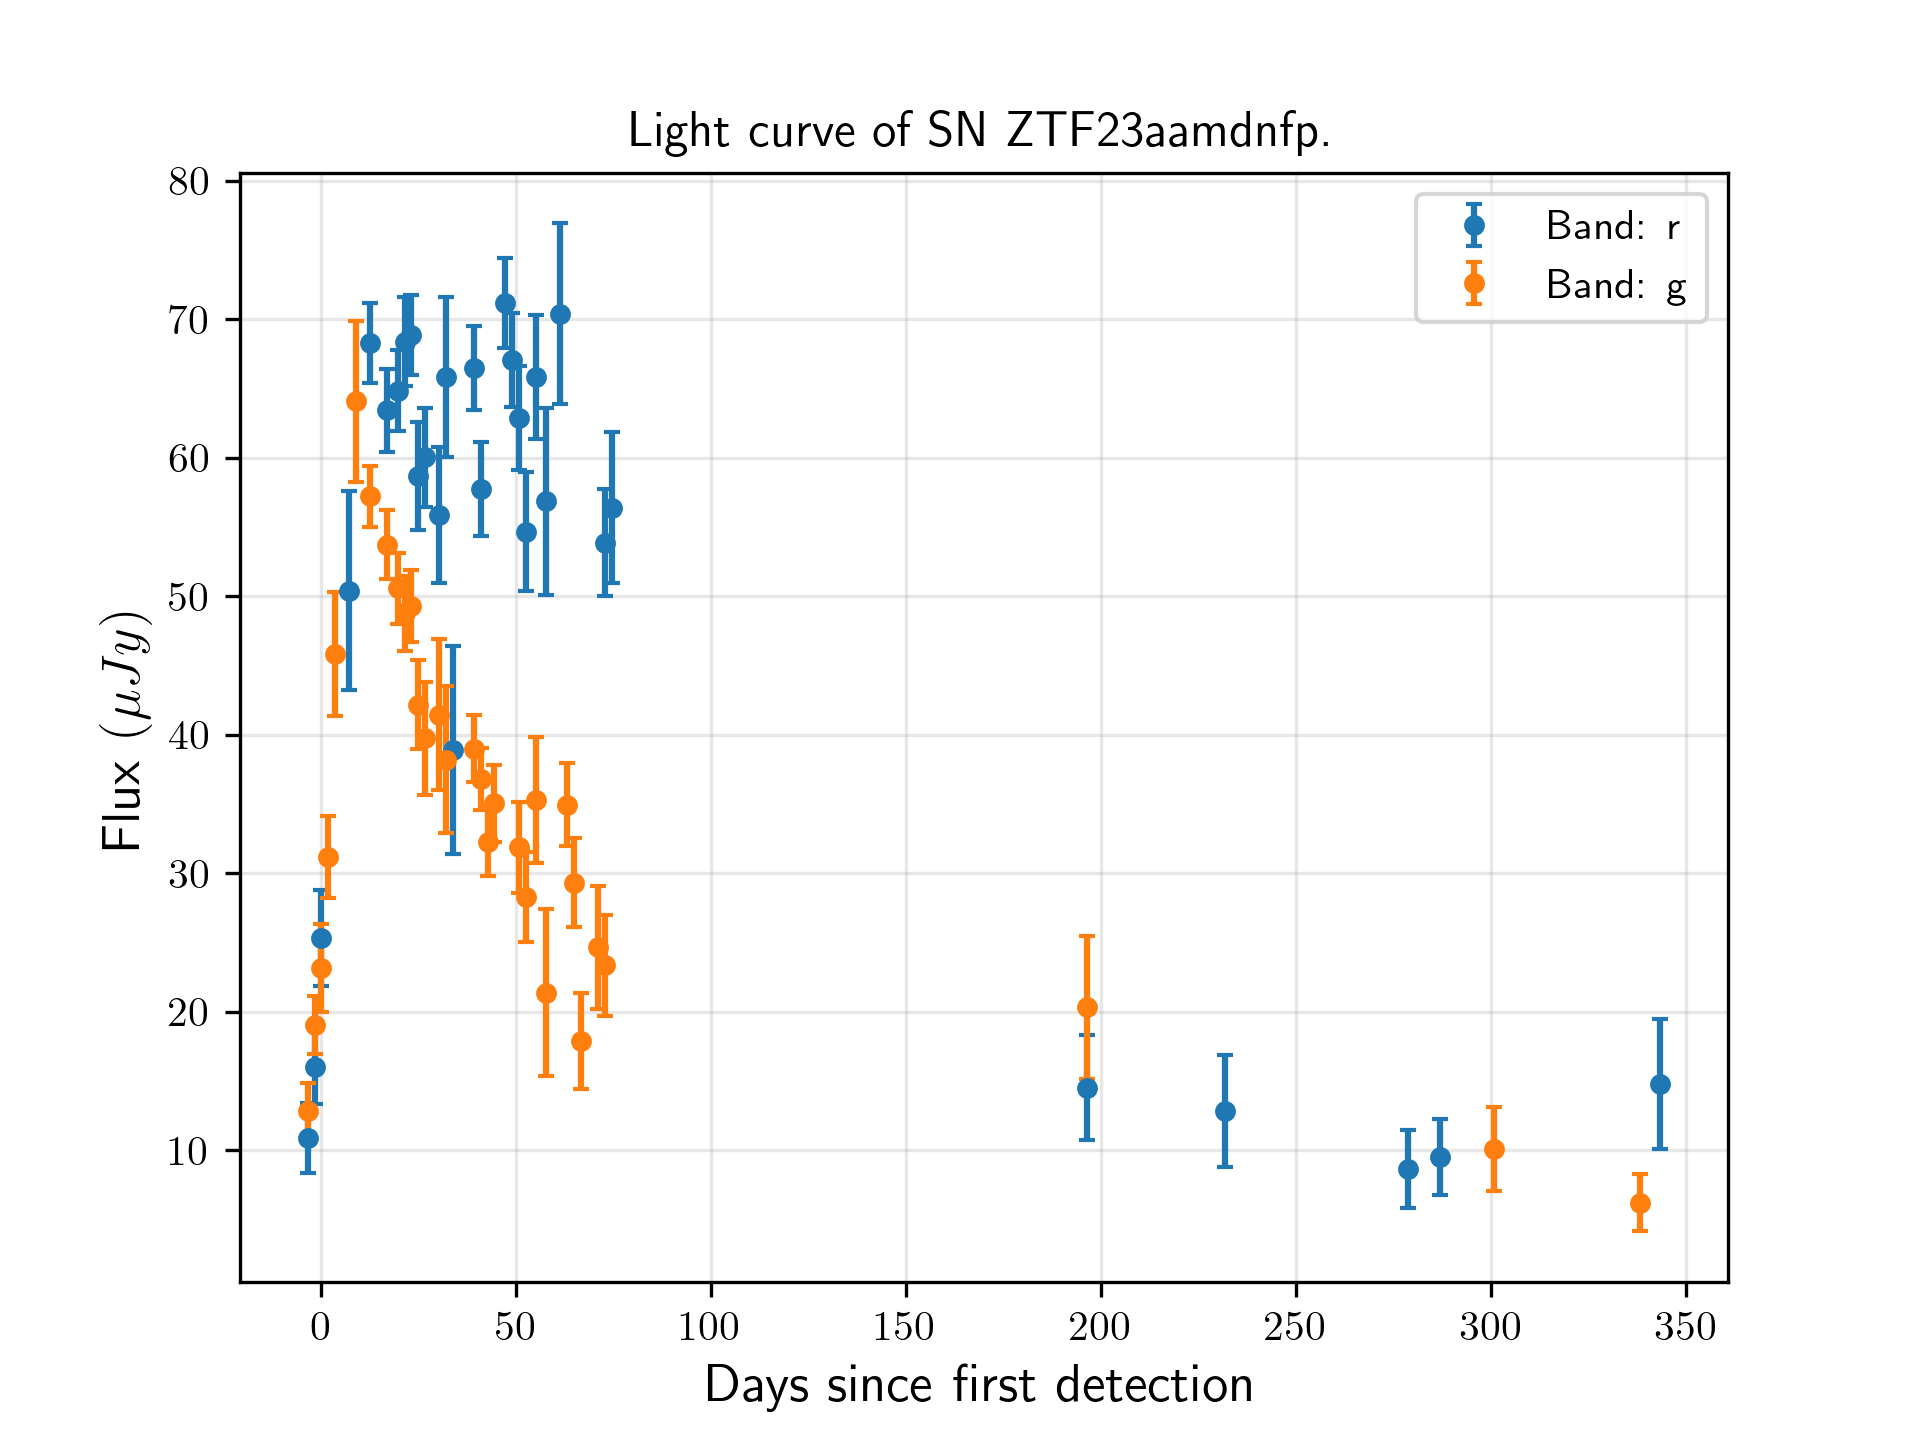 Light curve of SN ZTF23aamdnfp.
Band: r
Band: g
80
70
60
50
40
30
20
10
Flux (μJy)
0 50 100 150 200 250 300 350
Days since first detection